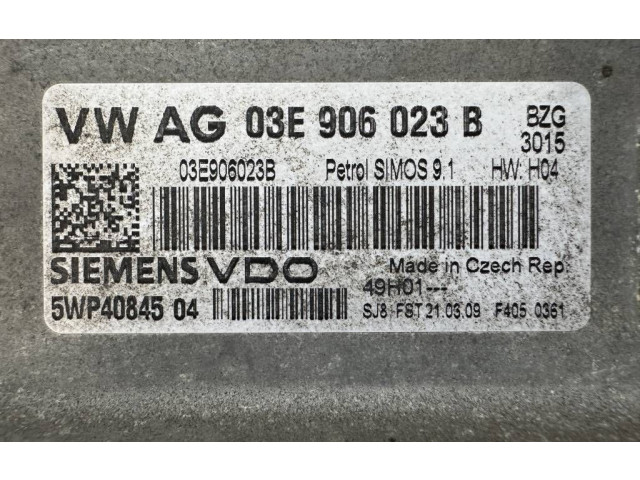 VW AG 03E 906 023 B BZG 3015
03E906023B Petrol SIMOS 9.1 HW: H04
SIEMENS VDO Made in Czech Rep.
49H01---
5WP40845 04 SJ8 FST 21.03.09 F405 0361